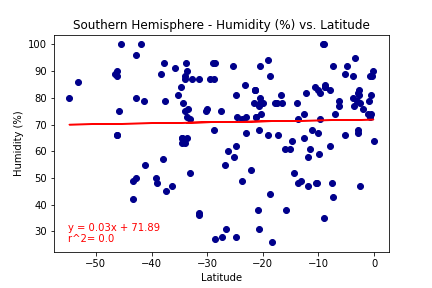 Southern Hemisphere - Humidity (%) vs. Latitude
100
90
80
70
60
50
40
30
Humidity (%)
y = 0.03x + 71.89
r^2= 0.0
−50 −40 −30 −20 −10 0
Latitude